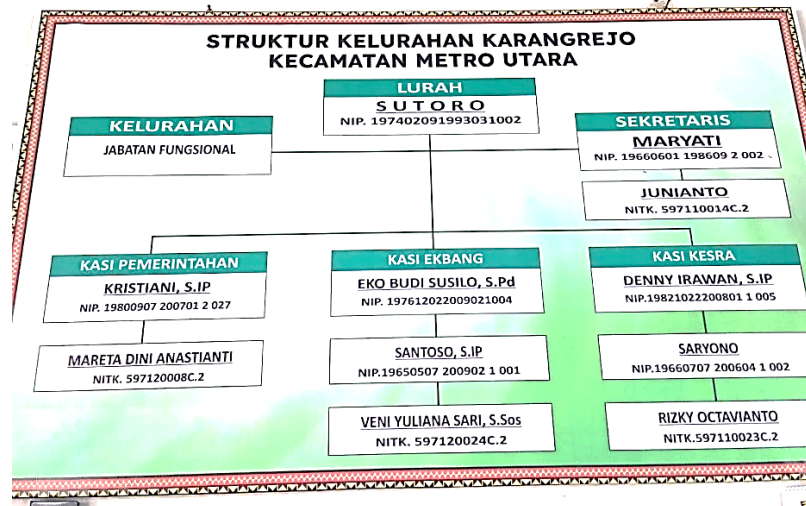 STRUKTUR KELURAHAN KARANGREJO
KECAMATAN METRO UTARA
LURAH
SUTORO
NIP. 197402091993031002
KELURAHAN
JABATAN FUNGSIONAL
SEKRETARIS
MARYATI
NIP. 19660601 198609 2 002
JUNIANTO
NITK. 597110014C.2
KASI PEMERINTAHAN
KRISTIANI, S.IP
NIP. 19800907 200701 2 027
MARETA DINI ANASTIANTI
NITK. 597120008C.2
KASI EKBANG
EKO BUDI SUSILO, S.Pd
NIP. 197612022009021004
SANTOSO, S.IP
NIP.19650507 200902 1 001
VENI YULIANA SARI, S.Sos
NITK. 597120024C.2
KASI KESRA
DENNY IRAWAN, S.IP
NIP.19821022200801 1 005
SARYONO
NIP.19660707 200604 1 002
RIZKY OCTAVIANTO
NITK.597110023C.2